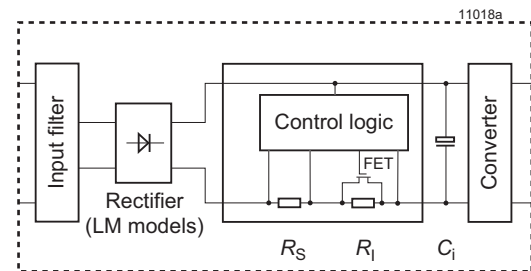 11018a
Input filter
Rectifier
(LM models)
Control logic
FET
Converter
RS
RI
Ci